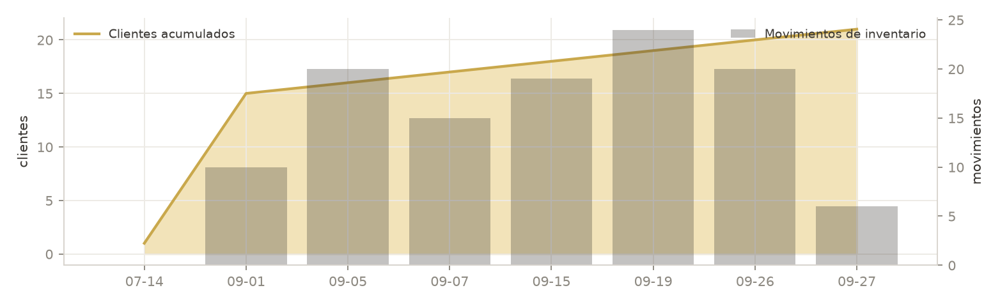 Clientes acumulados
Movimientos de inventario
clientes
20
15
10
5
0
movimientos
25
20
15
10
5
0
07-14 09-01 09-05 09-07 09-15 09-19 09-26 09-27